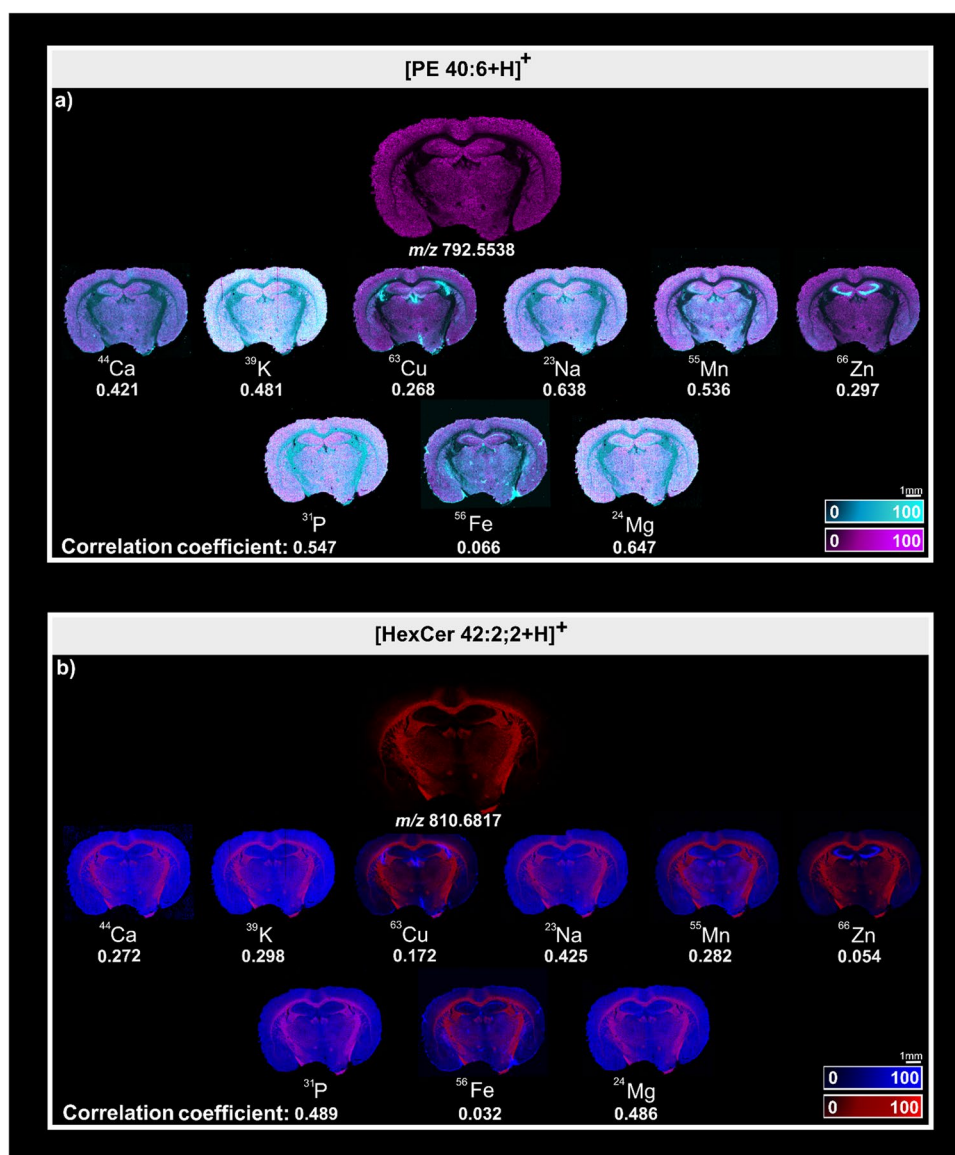 [PE 40:6+H]+
a)
m/z 792.5538
44Ca 39K 63Cu 23Na 55Mn 66Zn
0.421 0.481 0.268 0.638 0.536 0.297
31P 56Fe 24Mg
1mm
0 100
0 100
Correlation coefficient: 0.547 0.066 0.647
[HexCer 42:2;2+H]+
b)
m/z 810.6817
44Ca 39K 63Cu 23Na 55Mn 66Zn
0.272 0.298 0.172 0.425 0.282 0.054
31P 56Fe 24Mg
1mm
0 100
0 100
Correlation coefficient: 0.489 0.032 0.486